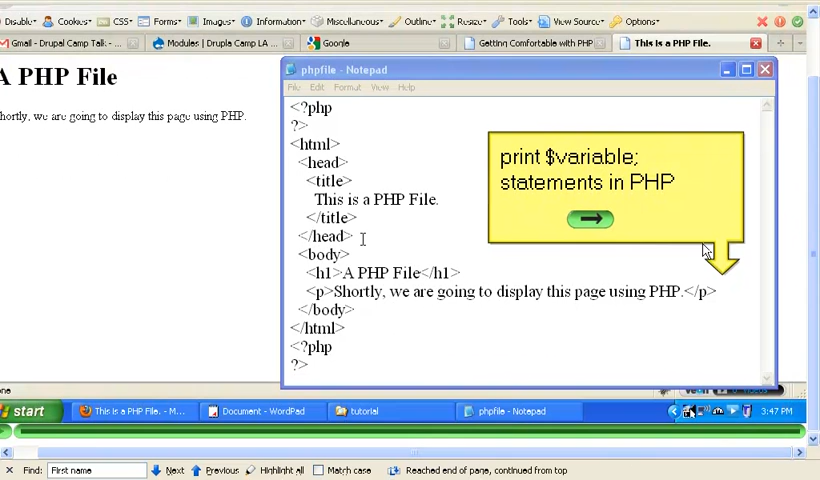 Disable Cookies CSS Forms Images Information Miscellaneous Outline Resize Tools View Source Options
Gmail - Drupal Camp Talk - ... Modules | Drupla Camp LA ... Google Getting Comfortable with PHP This is a PHP File.
A PHP File
hortly, we are going to display this page using PHP.
phpfile - Notepad
File Edit Format View Help
<?php
?>
<html>
<head>
<title>
This is a PHP File.
</title>
</head>
<body>
<h1>A PHP File</h1>
<p>Shortly, we are going to display this page using PHP.</p>
</body>
</html>
<?php
?>
print $variable;
statements in PHP
one
start This is a PHP File. - M... Document - WordPad tutorial phpfile - Notepad 3:47 PM
Find: First name Next Previous Highlight all Match case Reached end of page, continued from top